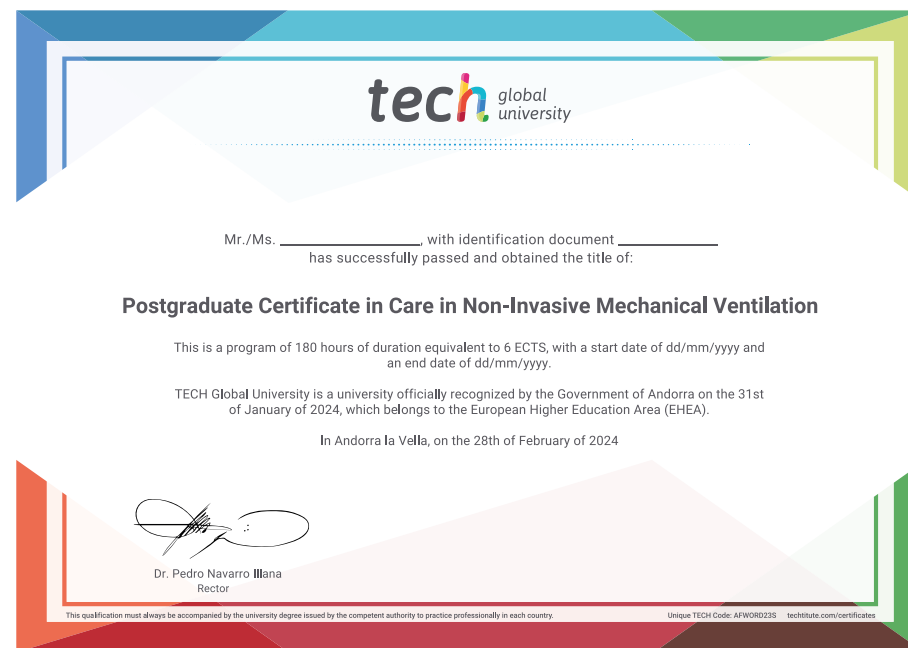 tech global university
Mr./Ms. ____________, with identification document ____________
has successfully passed and obtained the title of:
Postgraduate Certificate in Care in Non-Invasive Mechanical Ventilation
This is a program of 180 hours of duration equivalent to 6 ECTS, with a start date of dd/mm/yyyy and
an end date of dd/mm/yyyy.
TECH Global University is a university officially recognized by the Government of Andorra on the 31st
of January of 2024, which belongs to the European Higher Education Area (EHEA).
In Andorra la Vella, on the 28th of February of 2024
Dr. Pedro Navarro Illana
Rector
This qualification must always be accompanied by the university degree issued by the competent authority to practice professionally in each country. Unique TECH Code: AFWORD23S techtitute.com/certificates